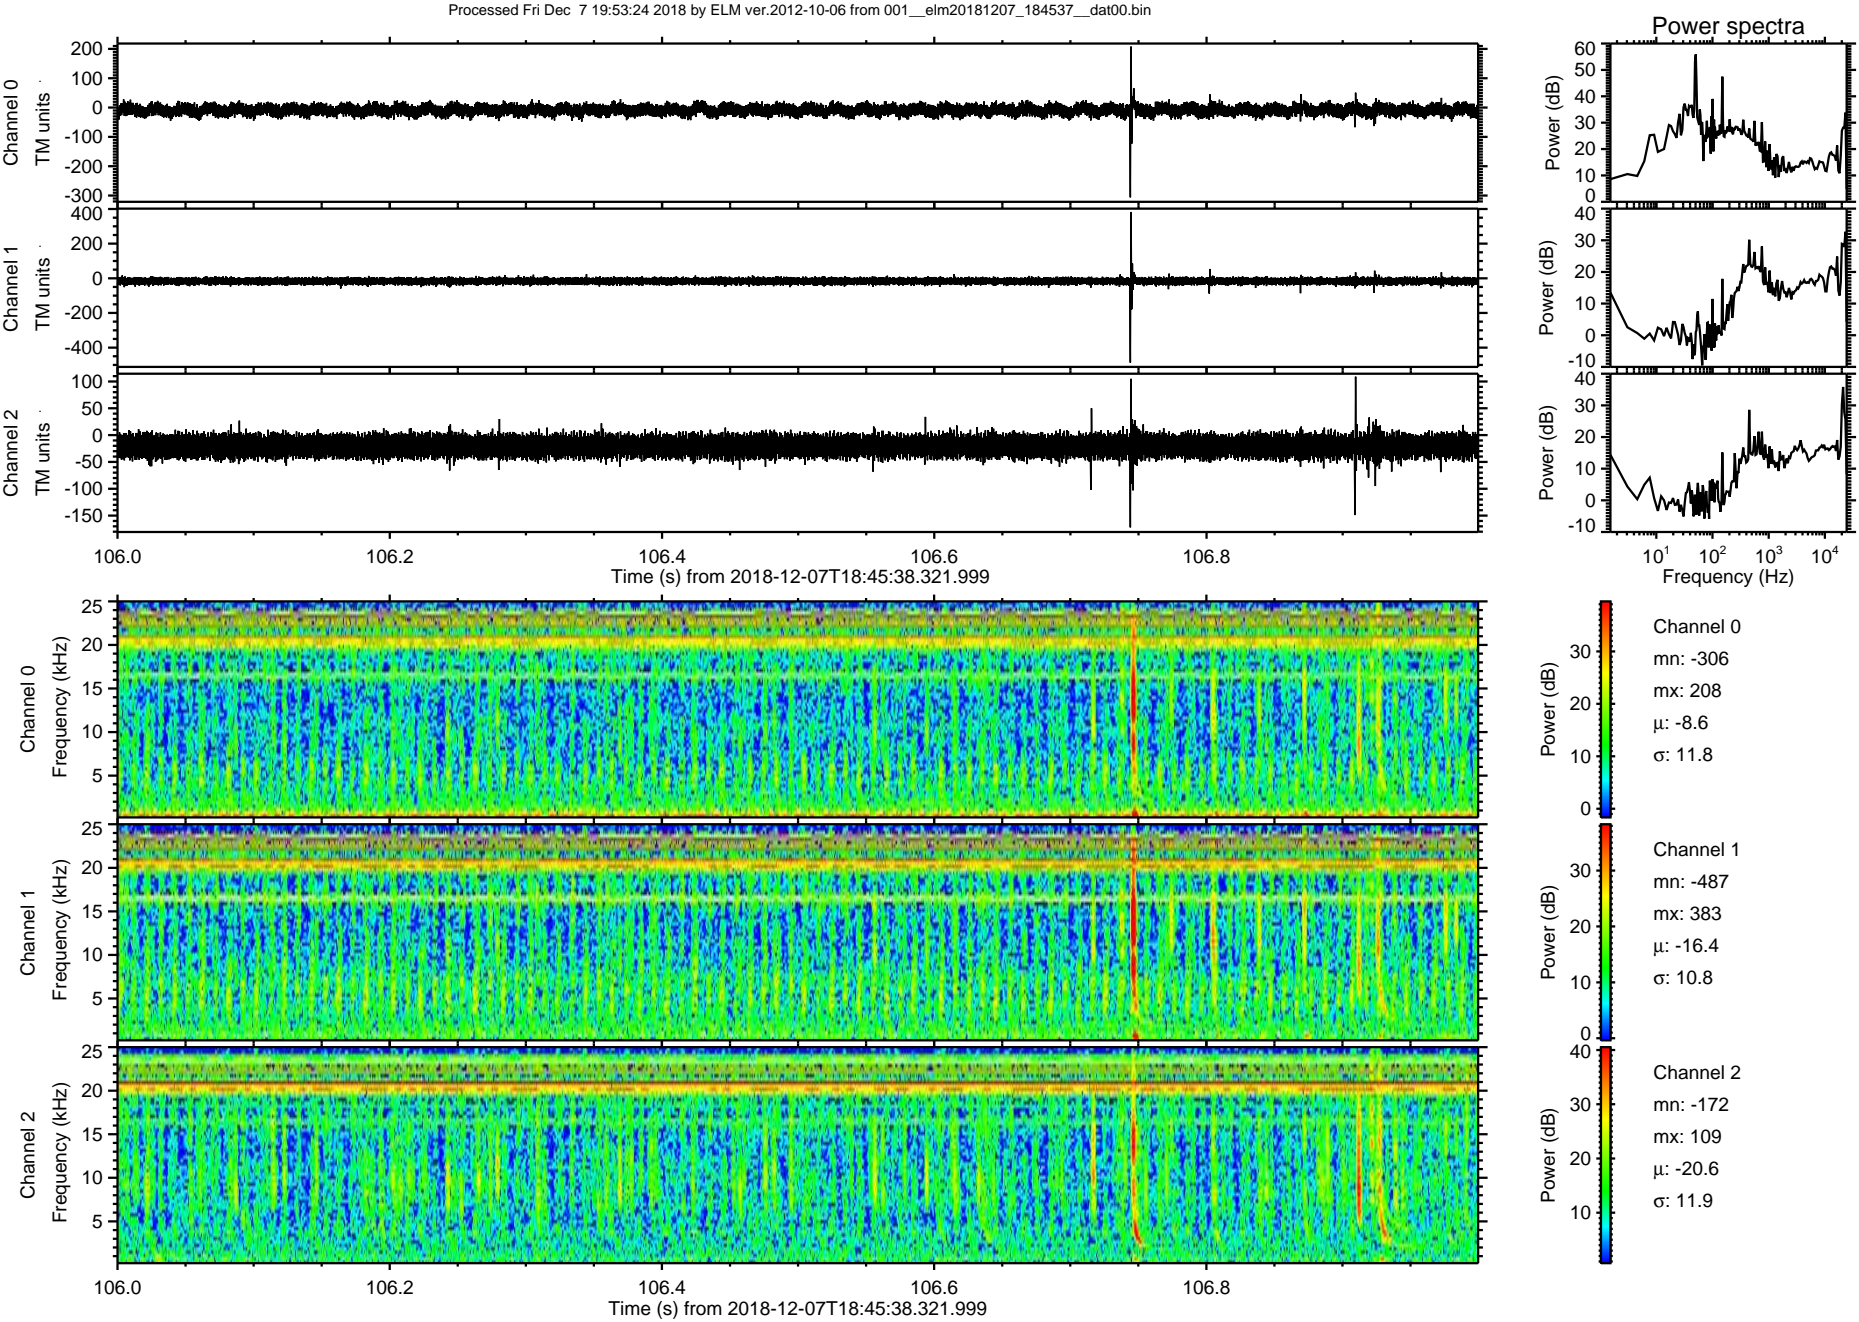 Processed Fri Dec  7 19:53:24 2018 by ELM ver.2012-10-06 from 001__elm20181207_184537__dat00.bin
Power spectra
Channel 0
TM units
200
100
0
-100
-200
-300
Power (dB)
60
50
40
30
20
10
0
Channel 1
TM units
400
200
0
-200
-400
Power (dB)
40
30
20
10
0
-10
Channel 2
TM units
100
50
0
-50
-100
-150
Power (dB)
40
30
20
10
0
-10
106.0 106.2 106.4 106.6 106.8
Time (s) from 2018-12-07T18:45:38.321.999
10^1 10^2 10^3 10^4
Frequency (Hz)
Channel 0
Frequency (kHz)
25
20
15
10
5
Power (dB)
30
20
10
0
Channel 0
mn: -306
mx: 208
μ: -8.6
σ: 11.8
Channel 1
Frequency (kHz)
25
20
15
10
5
Power (dB)
30
20
10
0
Channel 1
mn: -487
mx: 383
μ: -16.4
σ: 10.8
Channel 2
Frequency (kHz)
25
20
15
10
5
Power (dB)
40
30
20
10
Channel 2
mn: -172
mx: 109
μ: -20.6
σ: 11.9
106.0 106.2 106.4 106.6 106.8
Time (s) from 2018-12-07T18:45:38.321.999